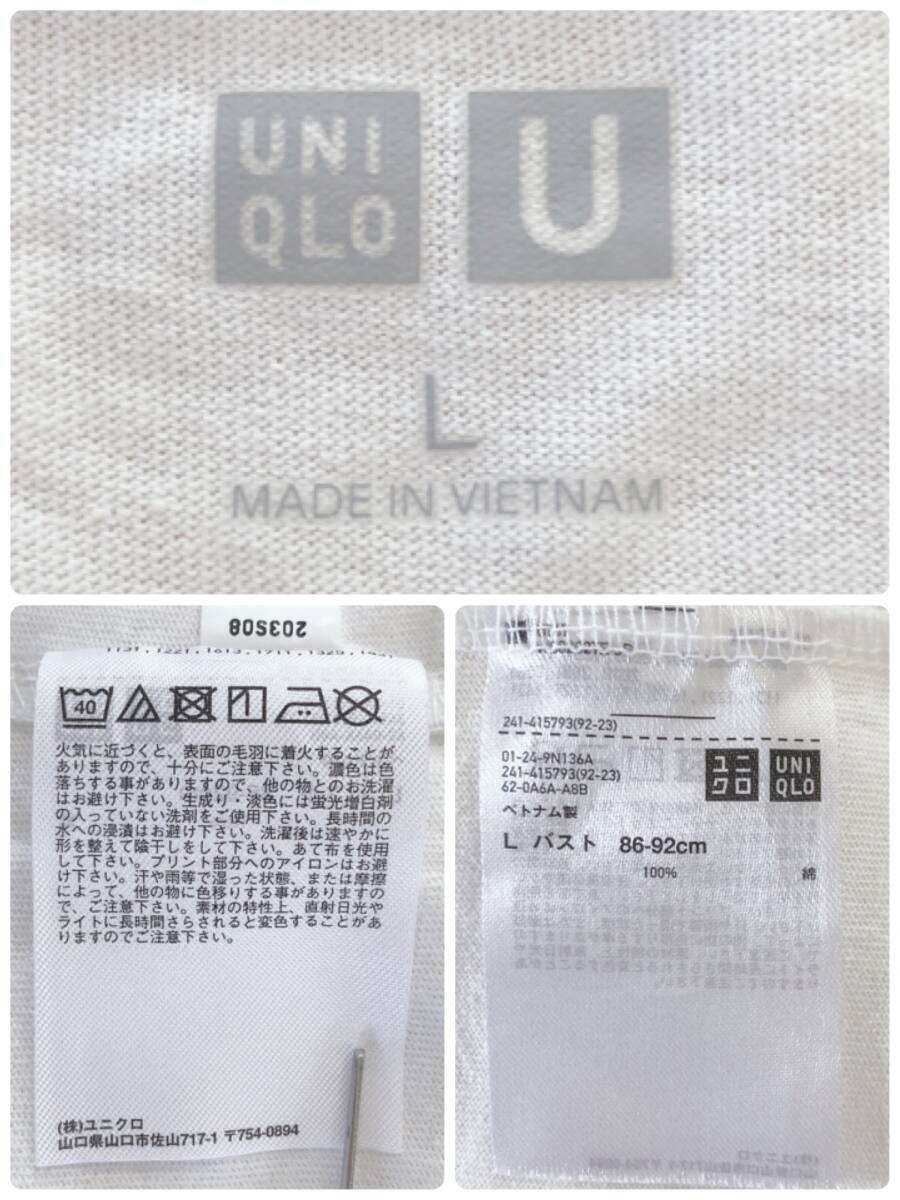 UNI
QLO
U
L
MADE IN VIETNAM
203S08
40
火気に近づくと、表面の毛羽に着火することが
ありますので、十分にご注意下さい。濃色は色
落ちする事がありますので、他の物とのお洗濯
はお避け下さい。生成り・淡色には蛍光増白剤
の入っていない洗剤をご使用下さい。長時間の
水への浸漬はお避け下さい。洗濯後は速やかに
形を整えて陰干しをして下さい。あて布を使用
して下さい。プリント部分へのアイロンはお避
け下さい。汗や雨等で湿った状態、または摩擦
によって、他の物に色移りする事がありますの
で、ご注意下さい。素材の特性上、直射日光や
ライトに長時間さらされると変色することがあ
りますのでご注意下さい。
(株)ユニクロ
山口県山口市佐山717-1 〒754-0894
241-415793(92-23)
01-24-9N136A
241-415793(92-23)
62-0A6A-A8B
ユニ
クロ
UNI
QLO
ベトナム製
L バスト 86-92cm
100% 綿